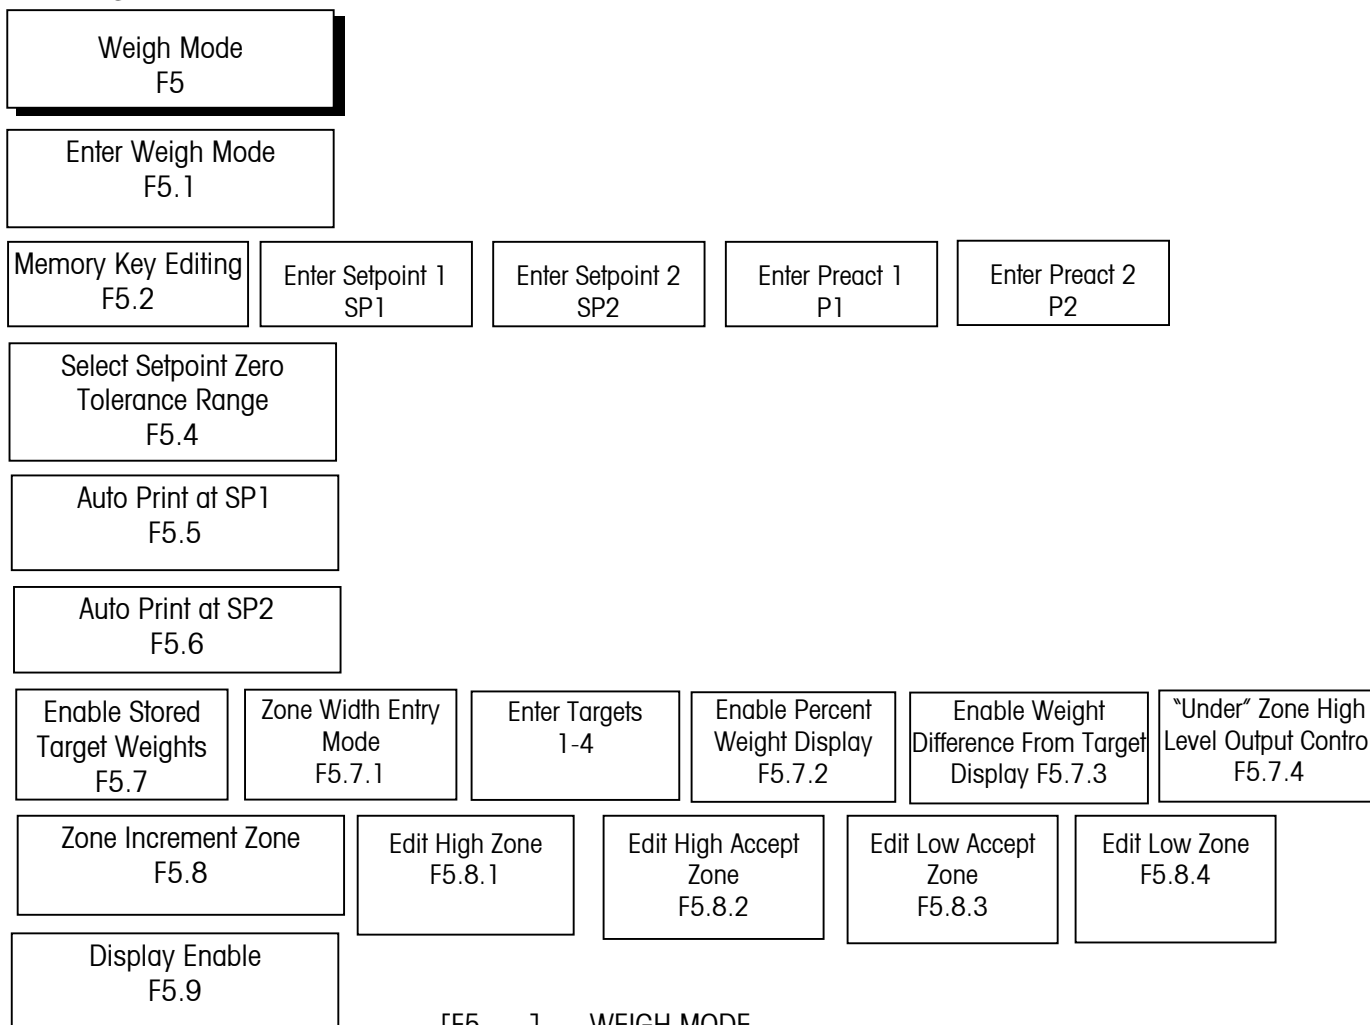 Weigh Mode
F5
Enter Weigh Mode
F5.1
Memory Key Editing
F5.2
Enter Setpoint 1
SP1
Enter Setpoint 2
SP2
Enter Preact 1
P1
Enter Preact 2
P2
Select Setpoint Zero
Tolerance Range
F5.4
Auto Print at SP1
F5.5
Auto Print at SP2
F5.6
Enable Stored
Target Weights
F5.7
Zone Width Entry
Mode
F5.7.1
Enter Targets
1-4
Enable Percent
Weight Display
F5.7.2
Enable Weight
Difference From Target
Display F5.7.3
“Under” Zone High
Level Output Contro
F5.7.4
Zone Increment Zone
F5.8
Edit High Zone
F5.8.1
Edit High Accept
Zone
F5.8.2
Edit Low Accept
Zone
F5.8.3
Edit Low Zone
F5.8.4
Display Enable
F5.9
[F5 ] WEIGH MODE